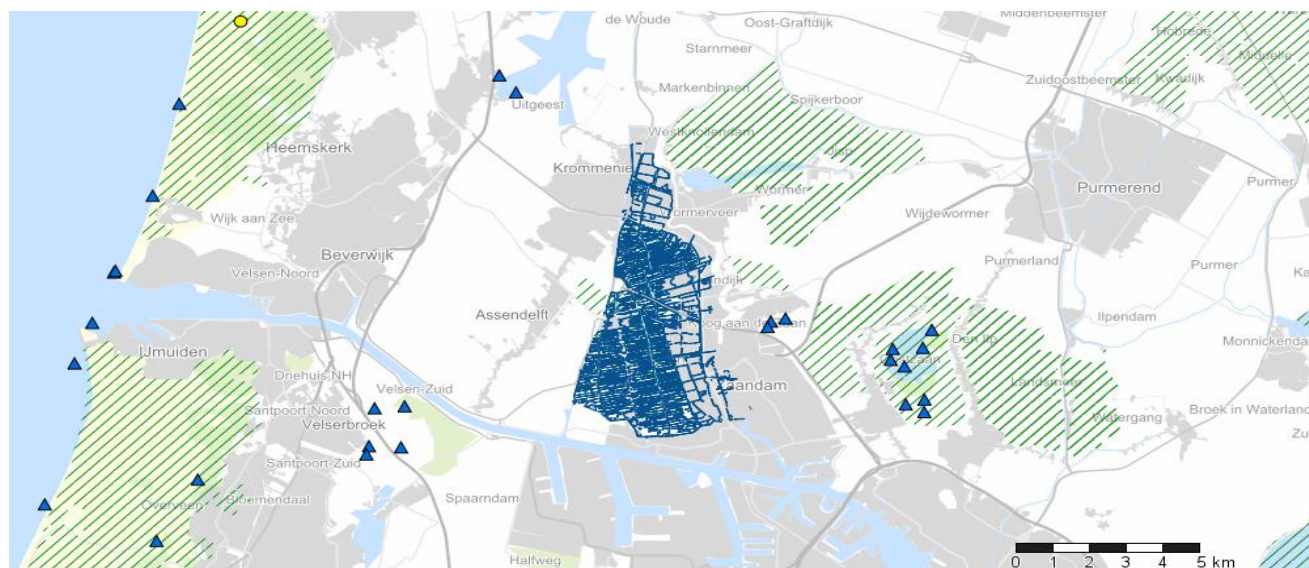 de Woude
Oost-Graftdijk
Middenbeemster
Hobrede
Starnmeer
Middelie
Zuidoostbeemster
Kwadijk
Markenbinnen
Spijkerboor
Uitgeest
Westknollendam
Heemskerk
Jisp
Krommenie
Wormer
Purmerend
Purmer
Wijk aan Zee
Wormerveer
Wijdewormer
Beverwijk
Purmerland
Purmer
Velsen-Noord
Assendelft
Ilpendam
Den Ilp
Monnickendam
IJmuiden
Driehuis NH
Landsmeer
Zaandam
Velsen-Zuid
Santpoort-Noord
Velserbroek
Watergang
Broek in Waterland
Santpoort-Zuid
Spaarndam
Bloemendaal
Overveen
Halfweg
0 1 2 3 4 5 km